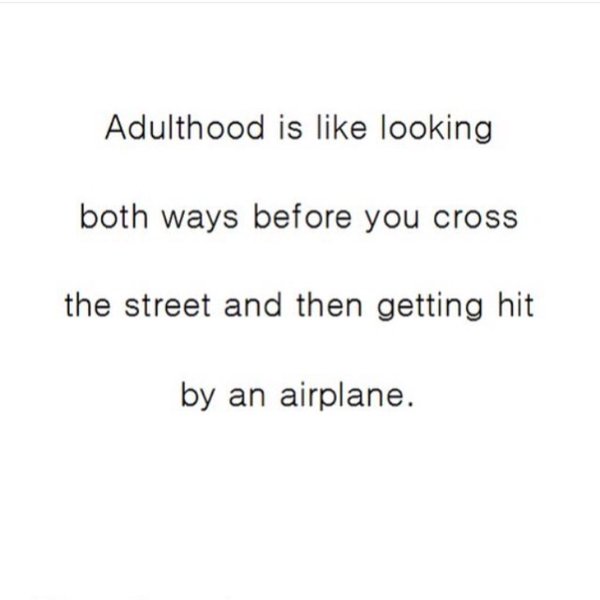 Adulthood is like looking
both ways before you cross
the street and then getting hit
by an airplane.